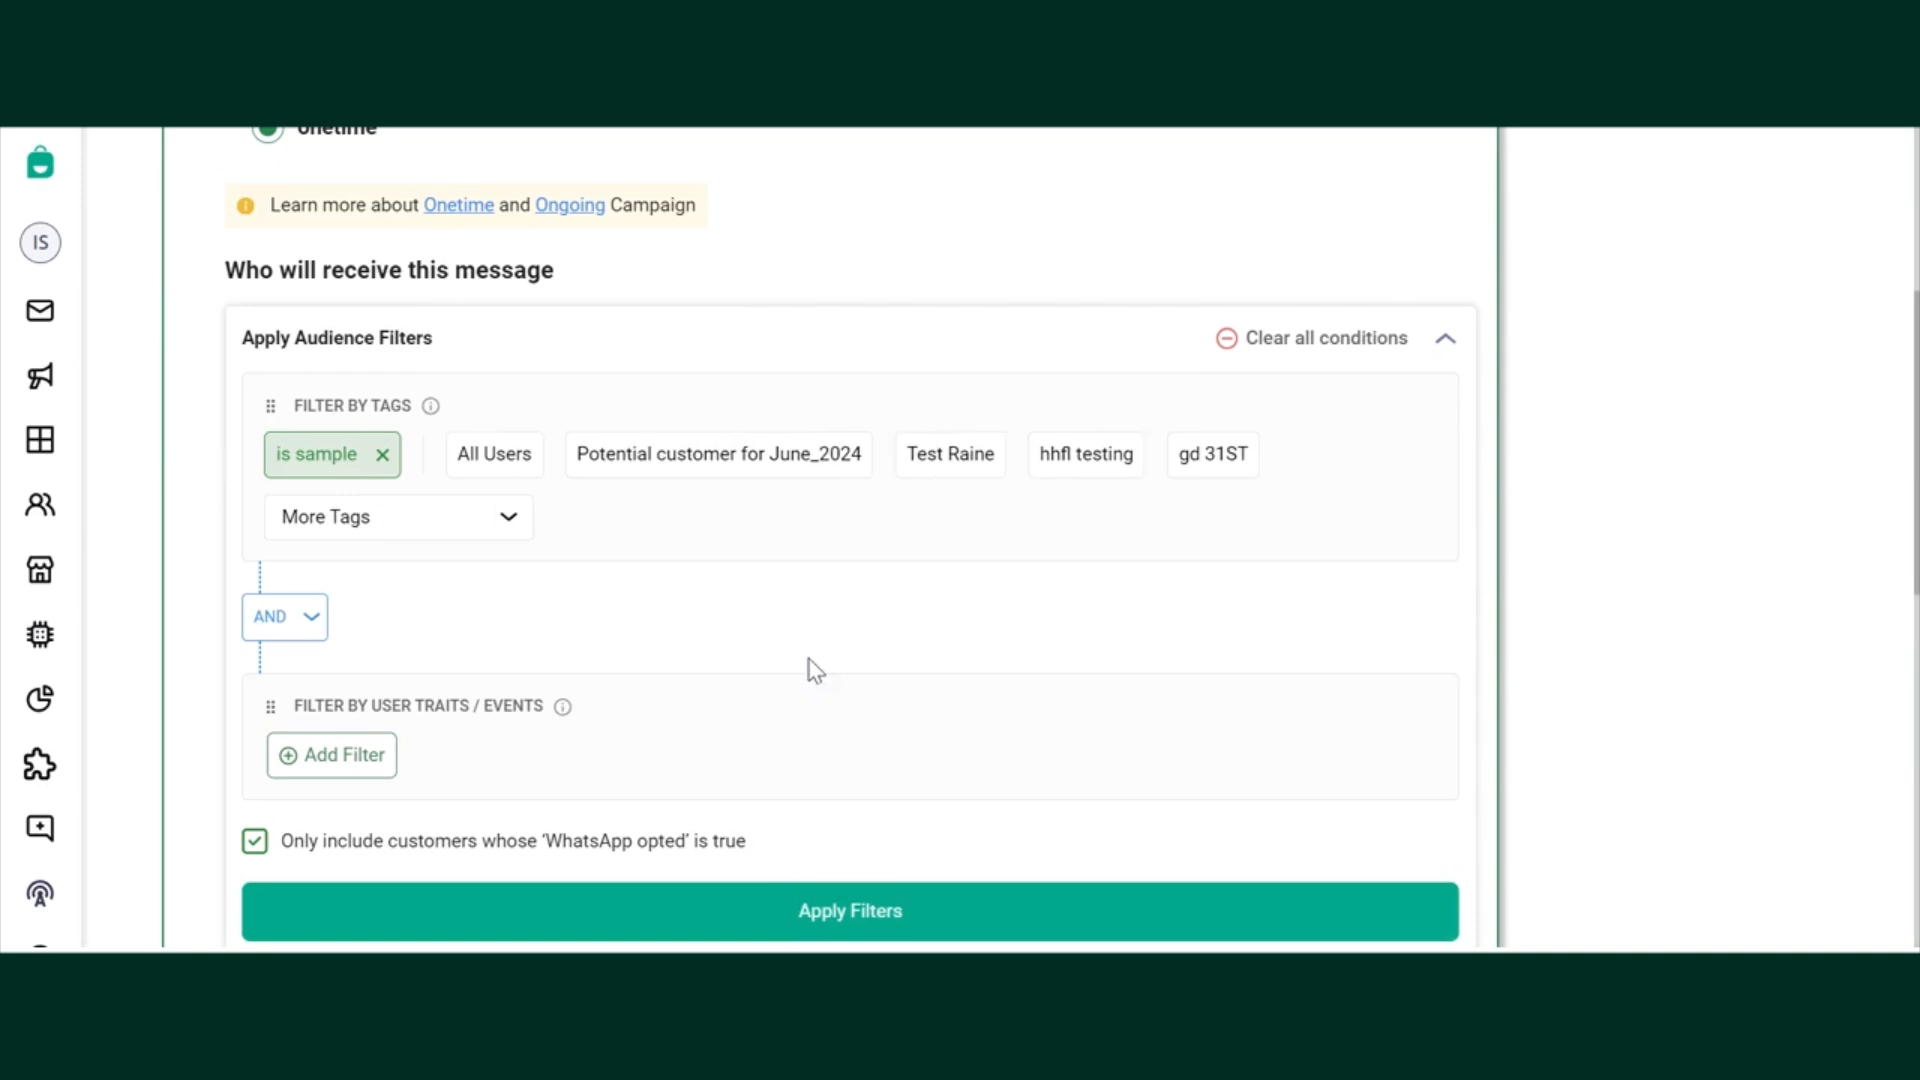 onetime
Learn more about Onetime and Ongoing Campaign
IS
Who will receive this message
Apply Audience Filters
Clear all conditions
FILTER BY TAGS
is sample
All Users
Potential customer for June_2024
Test Raine
hhfl testing
gd 31ST
More Tags
AND
FILTER BY USER TRAITS / EVENTS
Add Filter
Only include customers whose ‘WhatsApp opted’ is true
Apply Filters